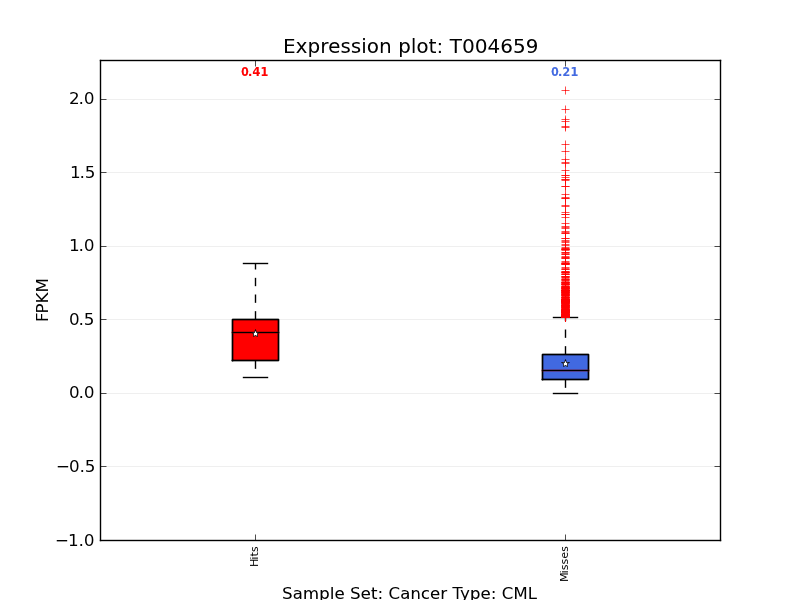 Expression plot: T004659
0.41
0.21
2.0
1.5
1.0
0.5
0.0
−0.5
−1.0
FPKM
Hits
Misses
Sample Set: Cancer Type: CML